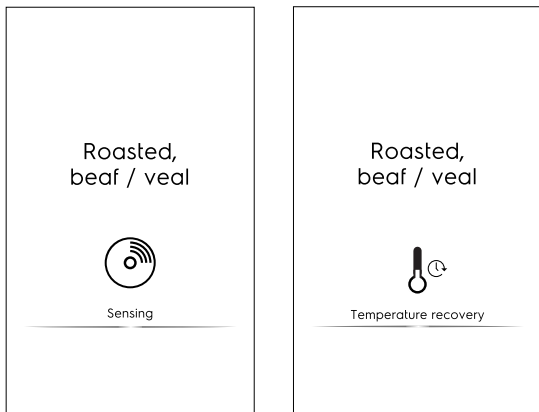 Roasted,
beaf / veal
Sensing
Roasted,
beaf / veal
Temperature recovery